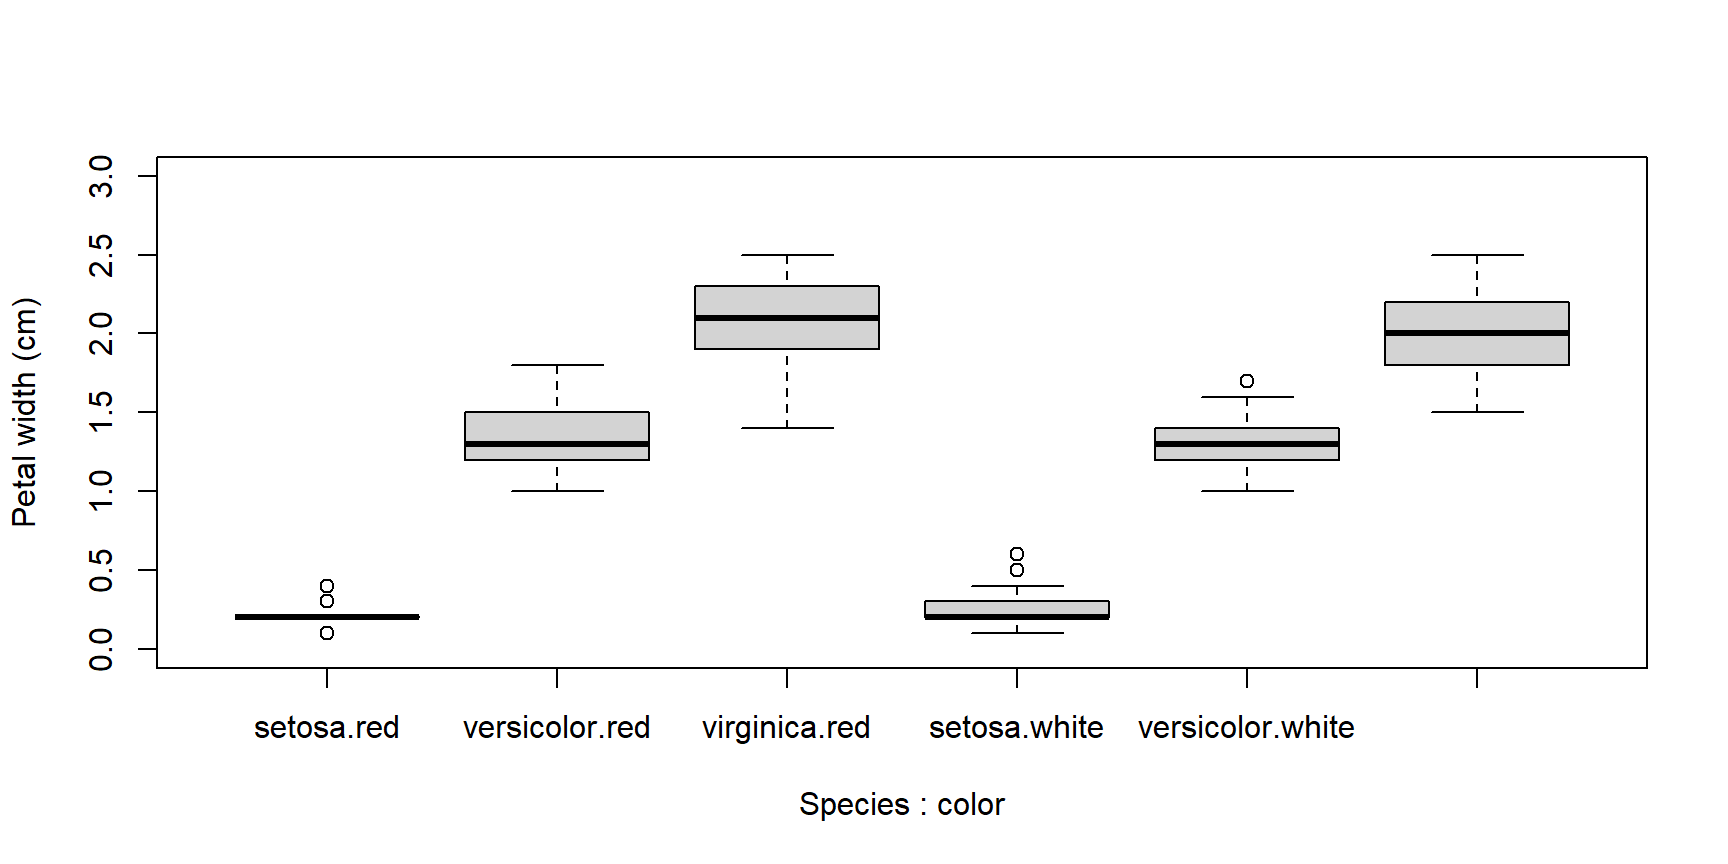 Petal width (cm)
3.0
2.5
2.0
1.5
1.0
0.5
0.0
setosa.red versicolor.red virginica.red setosa.white versicolor.white
Species : color